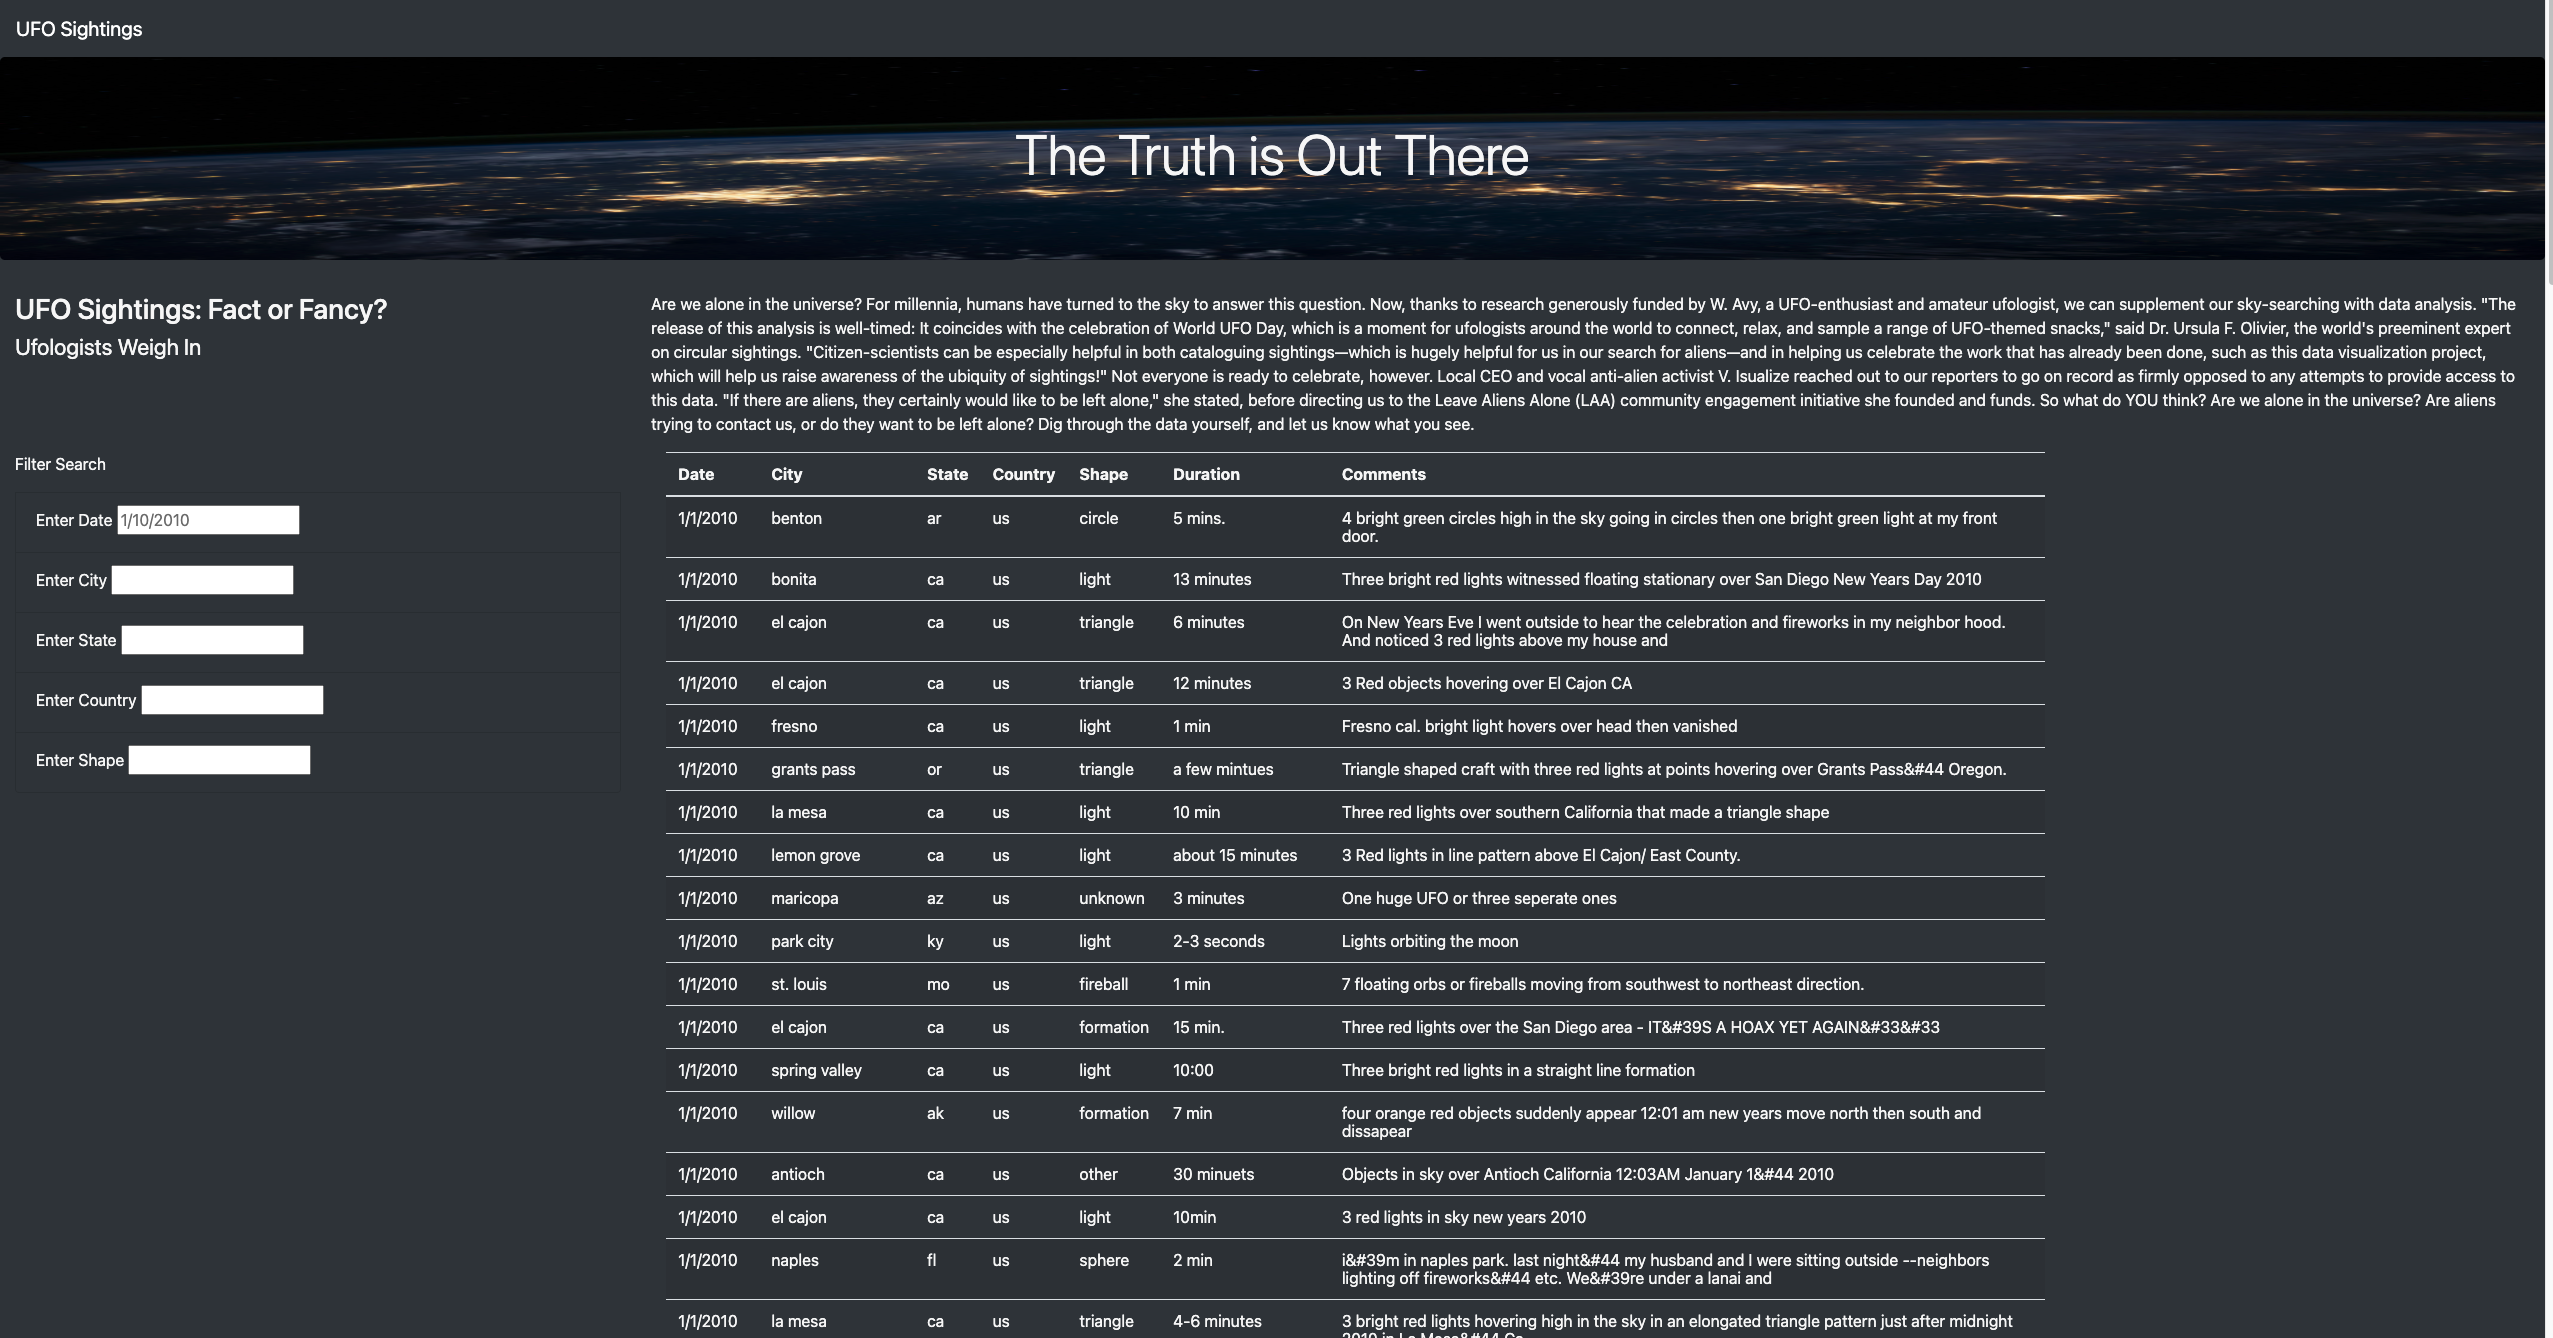 UFO Sightings
The Truth is Out There
UFO Sightings: Fact or Fancy?
Ufologists Weigh In
Are we alone in the universe? For millennia, humans have turned to the sky to answer this question. Now, thanks to research generously funded by W. Avy, a UFO-enthusiast and amateur ufologist, we can supplement our sky-searching with data analysis. "The
release of this analysis is well-timed: It coincides with the celebration of World UFO Day, which is a moment for ufologists around the world to connect, relax, and sample a range of UFO-themed snacks," said Dr. Ursula F. Olivier, the world's preeminent expert
on circular sightings. "Citizen-scientists can be especially helpful in both cataloguing sightings—which is hugely helpful for us in our search for aliens—and in helping us celebrate the work that has already been done, such as this data visualization project,
which will help us raise awareness of the ubiquity of sightings!" Not everyone is ready to celebrate, however. Local CEO and vocal anti-alien activist V. Isualize reached out to our reporters to go on record as firmly opposed to any attempts to provide access to
this data. "If there are aliens, they certainly would like to be left alone," she stated, before directing us to the Leave Aliens Alone (LAA) community engagement initiative she founded and funds. So what do YOU think? Are we alone in the universe? Are aliens
trying to contact us, or do they want to be left alone? Dig through the data yourself, and let us know what you see.
Filter Search
Enter Date 1/10/2010
Enter City
Enter State
Enter Country
Enter Shape
Date City State Country Shape Duration Comments
1/1/2010 benton ar us circle 5 mins. 4 bright green circles high in the sky going in circles then one bright green light at my front
door.
1/1/2010 bonita ca us light 13 minutes Three bright red lights witnessed floating stationary over San Diego New Years Day 2010
1/1/2010 el cajon ca us triangle 6 minutes On New Years Eve I went outside to hear the celebration and fireworks in my neighbor hood.
And noticed 3 red lights above my house and
1/1/2010 el cajon ca us triangle 12 minutes 3 Red objects hovering over El Cajon CA
1/1/2010 fresno ca us light 1 min Fresno cal. bright light hovers over head then vanished
1/1/2010 grants pass or us triangle a few mintues Triangle shaped craft with three red lights at points hovering over Grants Pass&#44 Oregon.
1/1/2010 la mesa ca us light 10 min Three red lights over southern California that made a triangle shape
1/1/2010 lemon grove ca us light about 15 minutes 3 Red lights in line pattern above El Cajon/ East County.
1/1/2010 maricopa az us unknown 3 minutes One huge UFO or three seperate ones
1/1/2010 park city ky us light 2-3 seconds Lights orbiting the moon
1/1/2010 st. louis mo us fireball 1 min 7 floating orbs or fireballs moving from southwest to northeast direction.
1/1/2010 el cajon ca us formation 15 min. Three red lights over the San Diego area - IT&#39S A HOAX YET AGAIN&#33&#33
1/1/2010 spring valley ca us light 10:00 Three bright red lights in a straight line formation
1/1/2010 willow ak us formation 7 min four orange red objects suddenly appear 12:01 am new years move north then south and
dissapear
1/1/2010 antioch ca us other 30 minuets Objects in sky over Antioch California 12:03AM January 1&#44 2010
1/1/2010 el cajon ca us light 10min 3 red lights in sky new years 2010
1/1/2010 naples fl us sphere 2 min i&#39m in naples park. last night&#44 my husband and I were sitting outside --neighbors
lighting off fireworks&#44 etc. We&#39re under a lanai and
1/1/2010 la mesa ca us triangle 4-6 minutes 3 bright red lights hovering high in the sky in an elongated triangle pattern just after midnight
2010 in La Mesa&#44 Ca